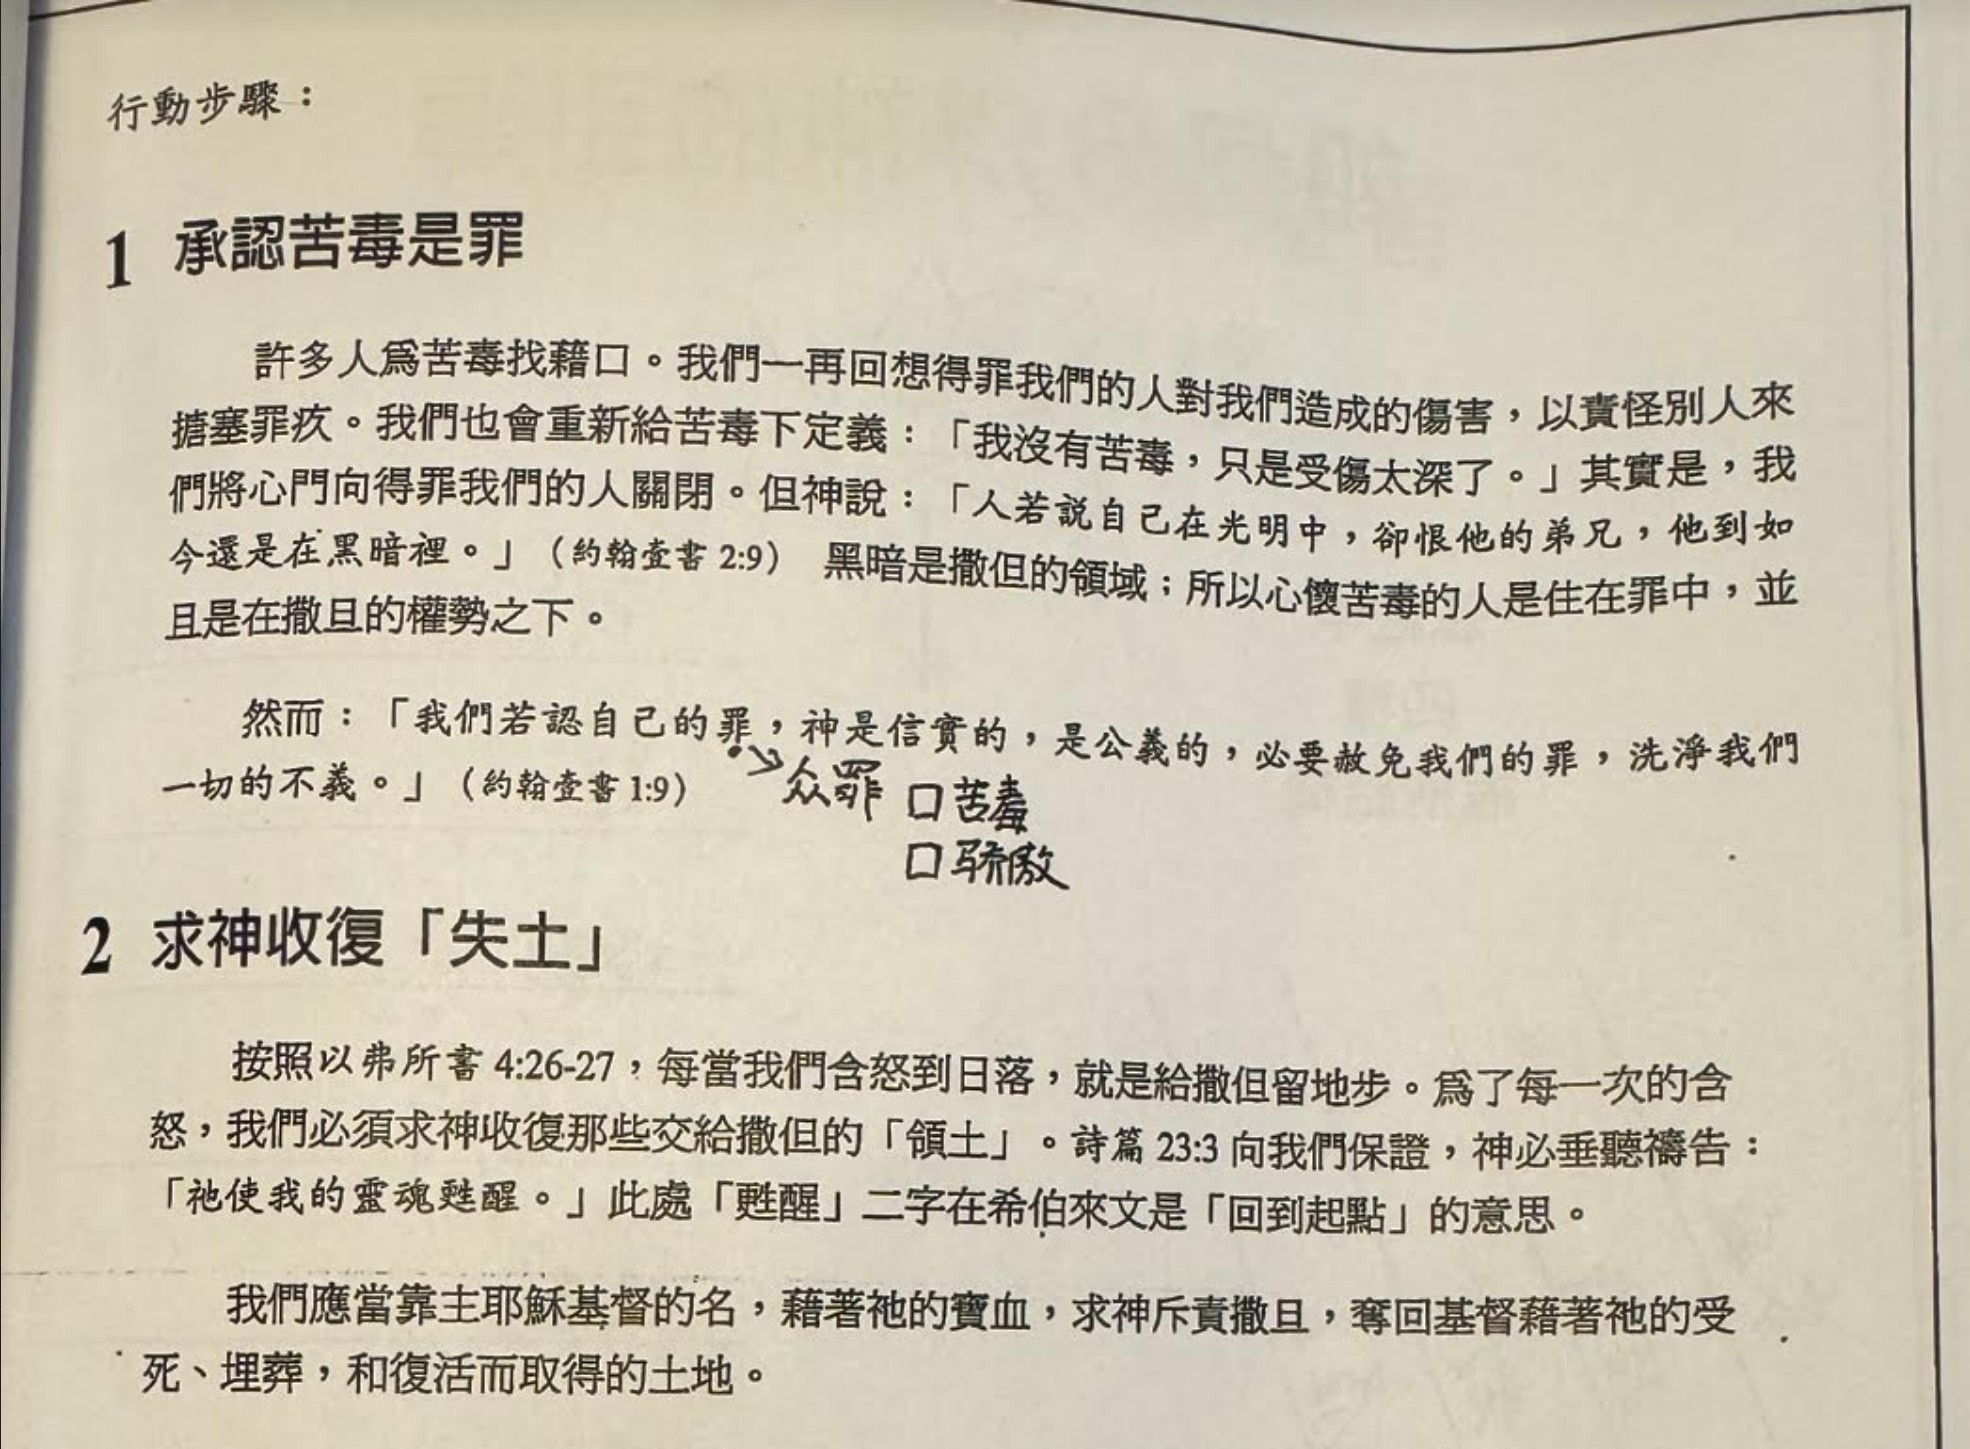 行動步驟：
1 承認苦毒是罪
許多人爲苦毒找藉口。我們一再回想得罪我們的人對我們造成的傷害，以責怪別人來
搪塞罪疚。我們也會重新給苦毒下定義：「我沒有苦毒，只是受傷太深了。」其實是，我
們將心門向得罪我們的人關閉。但神說：「人若說自己在光明中，卻恨他的弟兄，他到如
今還是在黑暗裡。」（約翰壹書 2:9） 黑暗是撒但的領域；所以心懷苦毒的人是住在罪中，並
且是在撒旦的權勢之下。
然而：「我們若認自己的罪，神是信實的，是公義的，必要赦免我們的罪，洗淨我們
一切的不義。」（約翰壹書 1:9）
→ 众罪 □ 苦毒
□ 骄傲
2 求神收復「失土」
按照以弗所書 4:26-27，每當我們含怒到日落，就是給撒但留地步。爲了每一次的含
怒，我們必須求神收復那些交給撒但的「領土」。詩篇 23:3 向我們保證，神必垂聽禱告：
「祂使我的靈魂甦醒。」此處「甦醒」二字在希伯來文是「回到起點」的意思。
我們應當靠主耶穌基督的名，藉著祂的寶血，求神斥責撒旦，奪回基督藉著祂的受
死、埋葬，和復活而取得的土地。